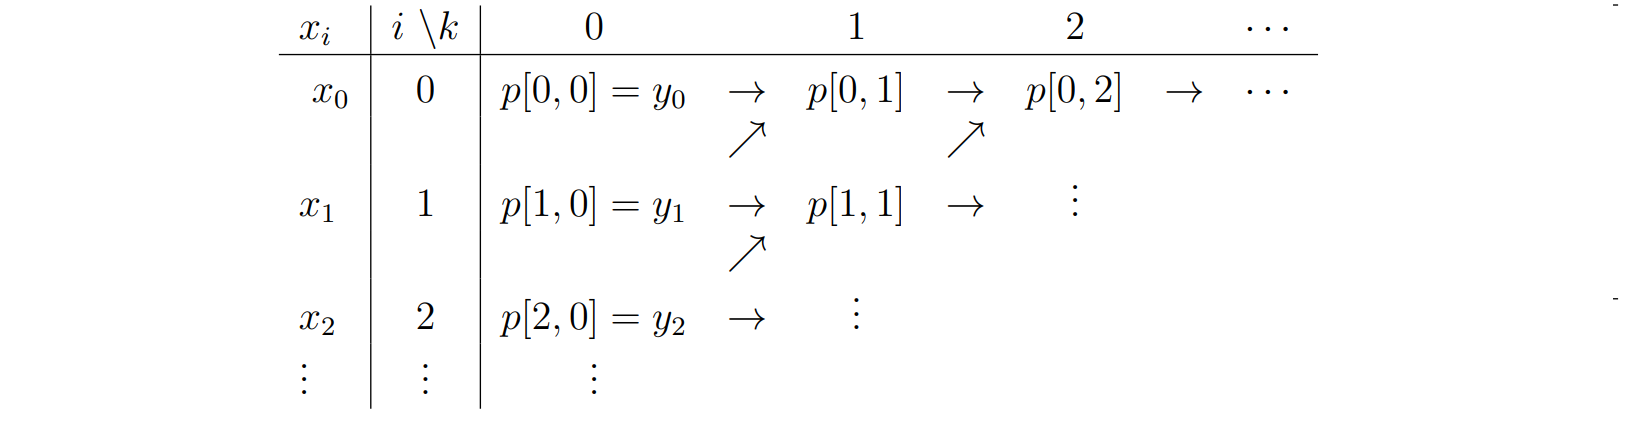 x_i i \k 0 1 2 ⋯
x_0 0 p[0, 0] = y_0 → p[0, 1] → p[0, 2] → ⋯
↗ ↗
x_1 1 p[1, 0] = y_1 → p[1, 1] → ⋮
↗
x_2 2 p[2, 0] = y_2 → ⋮
⋮ ⋮ ⋮